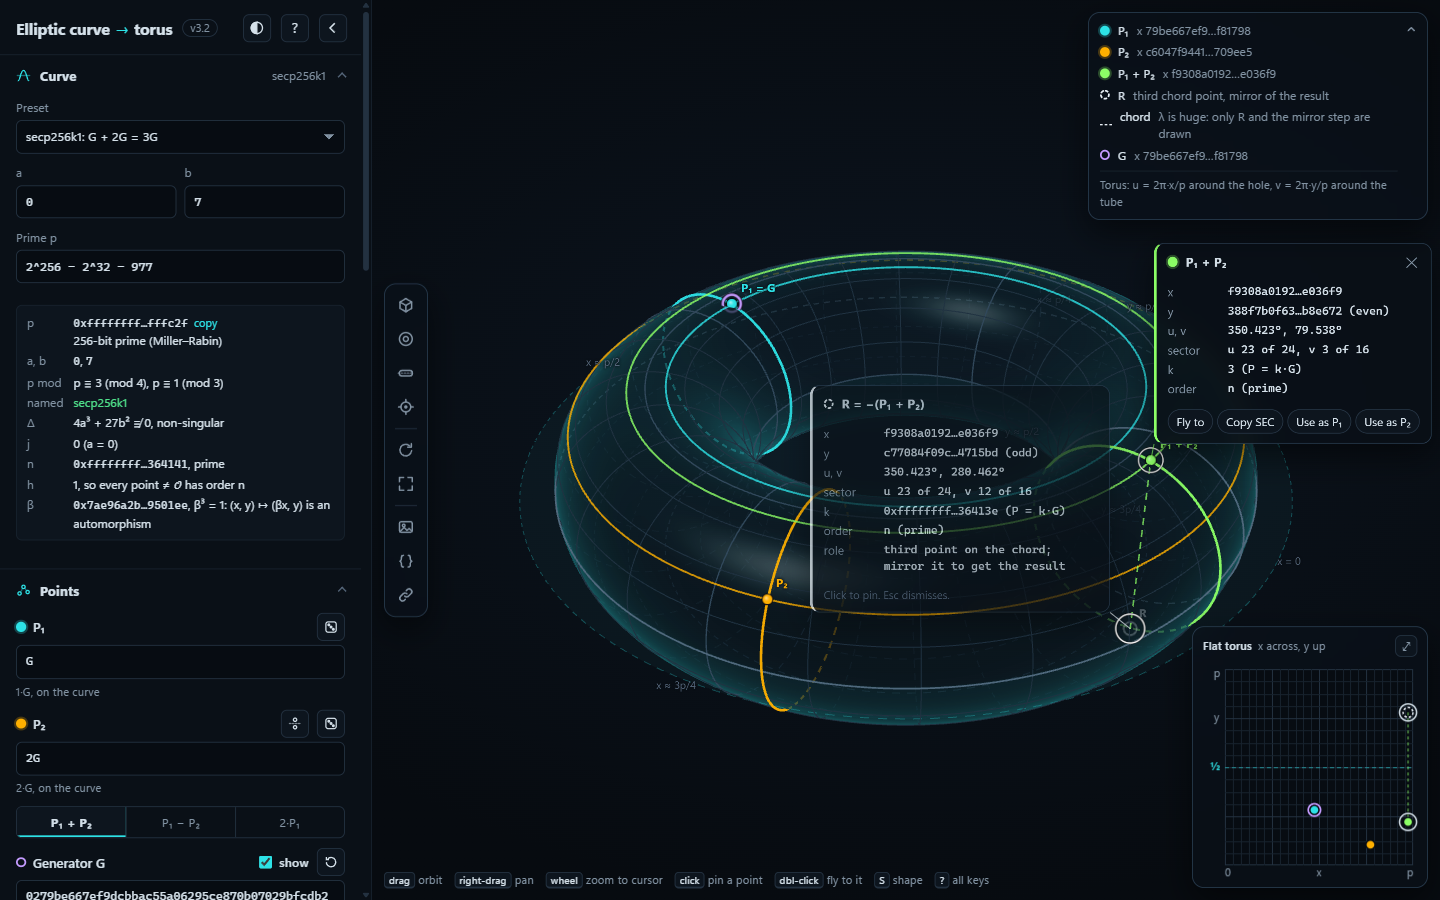 Elliptic curve → torus v3.2
?
Curve secp256k1
Preset
secp256k1: G + 2G = 3G
a b
0 7
Prime p
2^256 − 2^32 − 977
p 0xffffffff…fffc2f copy
256-bit prime (Miller–Rabin)
a, b 0, 7
p mod p ≡ 3 (mod 4), p ≡ 1 (mod 3)
named secp256k1
Δ 4a³ + 27b² ≢ 0, non-singular
j 0 (a = 0)
n 0xffffffff…364141, prime
h 1, so every point ≠ 𝒪 has order n
β 0x7ae96a2b…9501ee, β³ = 1: (x, y) ↦ (βx, y) is an
automorphism
Points
P₁
G
1·G, on the curve
P₂
2G
2·G, on the curve
P₁ + P₂ P₁ − P₂ 2·P₁
Generator G show
0279be667ef9dcbbac55a06295ce870b07029bfcdb2
P₁ x 79be667ef9…f81798
P₂ x c6047f9441…709ee5
P₁ + P₂ x f9308a0192…e036f9
R third chord point, mirror of the result
chord λ is huge: only R and the mirror step are
drawn
G x 79be667ef9…f81798
Torus: u = 2π·x/p around the hole, v = 2π·y/p around the
tube
P₁ + P₂
x f9308a0192…e036f9
y 388f7b0f63…b8e672 (even)
u, v 350.423°, 79.538°
sector u 23 of 24, v 3 of 16
k 3 (P = k·G)
order n (prime)
Fly to Copy SEC Use as P₁ Use as P₂
P₁ = G
x ≈ p/2
R = −(P₁ + P₂)
x f9308a0192…e036f9
y c77084f09c…4715bd (odd)
u, v 350.423°, 280.462°
sector u 23 of 24, v 12 of 16
k 0xffffffff…36413e (P = k·G)
order n (prime)
role third point on the chord;
mirror it to get the result
Click to pin. Esc dismisses.
P₁ + P₂
P₂
R
x = 0
x ≈ 3p/4
Flat torus x across, y up
p
y
½
0 x p
drag orbit right-drag pan wheel zoom to cursor click pin a point dbl-click fly to it S shape ? all keys